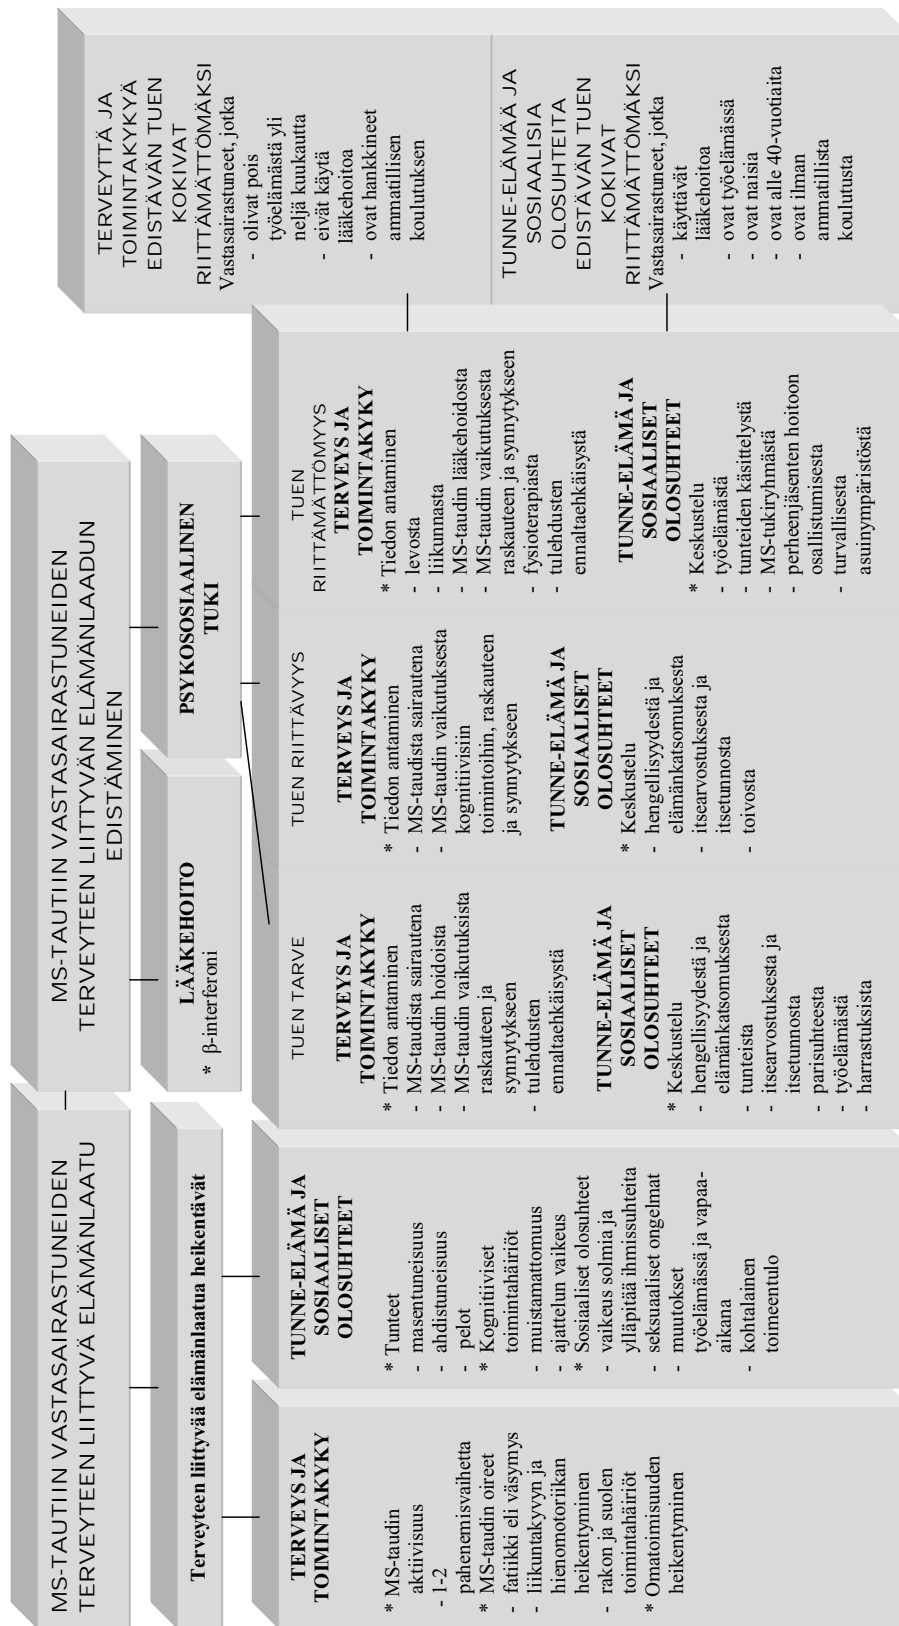 MS-TAUTIIN VASTASAIRASTUNEIDEN
TERVEYTEEN LIITTYVÄ ELÄMÄNLAATU
Terveyteen liittyvää elämänlaatua heikentävät
TERVEYS JA
TOIMINTAKYKY
* MS-taudin
aktiivisuus
- 1-2
pahenemisvaihetta
* MS-taudin oireet
- fatiikki eli väsymys
- liikuntakyvyn ja
hienomotoriikan
heikentyminen
- rakon ja suolen
toimintahäiriöt
* Omatoimisuuden
heikentyminen
TUNNE-ELÄMÄ JA
SOSIAALISET
OLOSUHTEET
* Tunteet
- masentuneisuus
- ahdistuneisuus
- pelot
* Kognitiiviset
toimintahäiriöt
- muistamattomuus
- ajattelun vaikeus
* Sosiaaliset olosuhteet
- vaikeus solmia ja
ylläpitää ihmissuhteita
- seksuaaliset ongelmat
- muutokset
työelämässä ja vapaa-
aikana
- kohtalainen
toimeentulo
MS-TAUTIIN VASTASAIRASTUNEIDEN
TERVEYTEEN LIITTYVÄN ELÄMÄNLAADUN
EDISTÄMINEN
LÄÄKEHOITO
* β-interferoni
PSYKOSOSIAALINEN
TUKI
TUEN TARVE
TERVEYS JA
TOIMINTAKYKY
* Tiedon antaminen
- MS-taudista sairautena
- MS-taudin hoidoista
- MS-taudin vaikutuksista
raskauteen ja
synnytykseen
- tulehdusten
ennaltaehkäisystä
TUNNE-ELÄMÄ JA
SOSIAALISET
OLOSUHTEET
* Keskustelu
- hengellisyydestä ja
elämänkatsomuksesta
- tunteista
- itsearvostuksesta ja
itsetunnosta
- parisuhteesta
- työelämästä
- harrastuksista
TUEN RIITTÄVYYS
TERVEYS JA
TOIMINTAKYKY
* Tiedon antaminen
- MS-taudista sairautena
- MS-taudin vaikutuksesta
kognitiivisiin
toimintoihin, raskauteen
ja synnytykseen
TUNNE-ELÄMÄ JA
SOSIAALISET
OLOSUHTEET
* Keskustelu
- hengellisyydestä ja
elämänkatsomuksesta
- itsearvostuksesta ja
itsetunnosta
- toivosta
TUEN
RIITTÄMÄTTÖMYYS
TERVEYS JA
TOIMINTAKYKY
* Tiedon antaminen
- levosta
- liikunnasta
- MS-taudin lääkehoidosta
- MS-taudin vaikutuksesta
raskauteen ja synnytykseen
- fysioterapiasta
- tulehdusten
ennaltaehkäisystä
TUNNE-ELÄMÄ JA
SOSIAALISET
OLOSUHTEET
* Keskustelu
- työelämästä
- tunteiden käsittelystä
- MS-tukiryhmästä
- perheenjäsenten hoitoon
osallistumisesta
- turvallisesta
asuinympäristöstä
TERVEYTTÄ JA
TOIMINTAKYKYÄ
EDISTÄVÄN TUEN
KOKIVAT
RIITTÄMÄTTÖMÄKSI
Vastasairastuneet, jotka
- olivat pois
työelämästä yli
neljä kuukautta
- eivät käytä
lääkehoitoa
- ovat hankkineet
ammatillisen
koulutuksen
TUNNE-ELÄMÄÄ JA
SOSIAALISIA
OLOSUHTEITA
EDISTÄVÄN TUEN
KOKIVAT
RIITTÄMÄTTÖMÄKSI
Vastasairastuneet, jotka
- käyttävät
lääkehoitoa
- ovat työelämässä
- ovat naisia
- ovat alle 40-vuotiaita
- ovat ilman
ammatillista
koulutusta